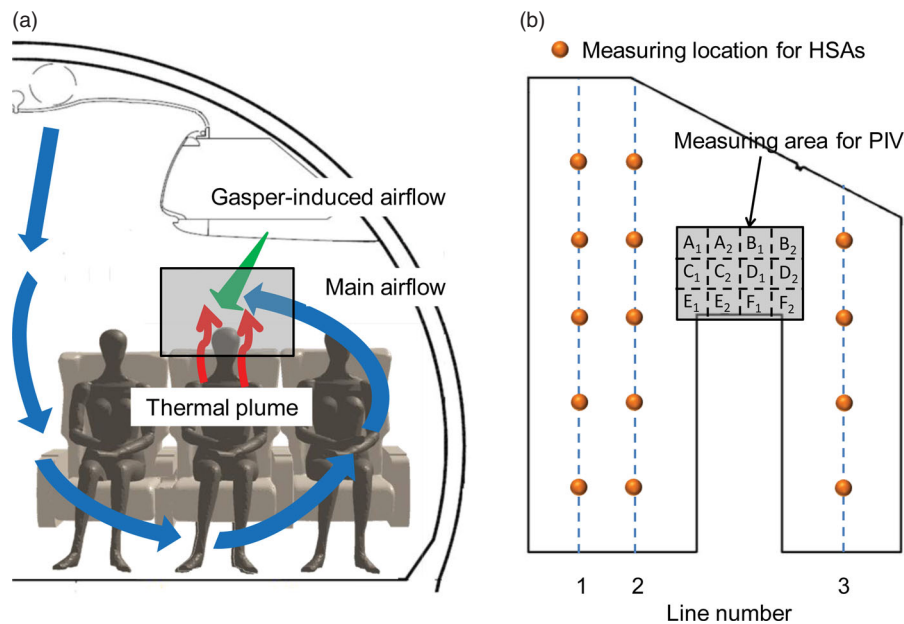 (a)
Gasper-induced airflow
Main airflow
Thermal plume
(b)
Measuring location for HSAs
Measuring area for PIV
A₁ A₂ B₁ B₂
C₁ C₂ D₁ D₂
E₁ E₂ F₁ F₂
1 2 3
Line number